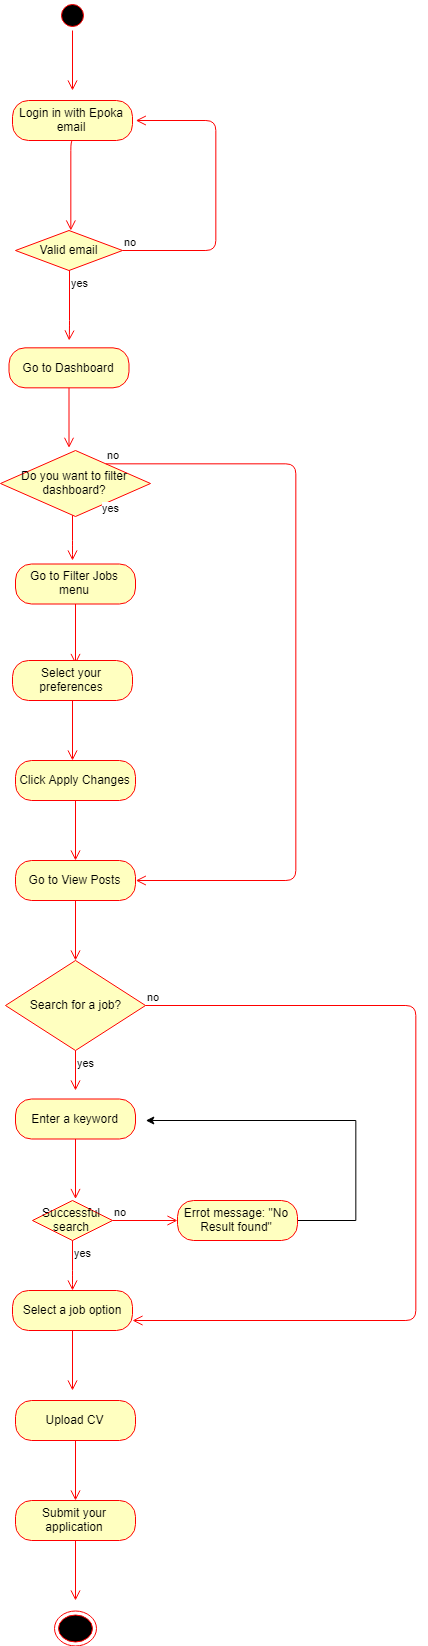 Login in with Epoka
email
Valid email
no
yes
Go to Dashboard
no
Do you want to filter
dashboard?
yes
Go to Filter Jobs
menu
Select your
preferences
Click Apply Changes
Go to View Posts
Search for a job?
no
yes
Enter a keyword
Successful
search
no
Errot message: "No
Result found"
yes
Select a job option
Upload CV
Submit your
application